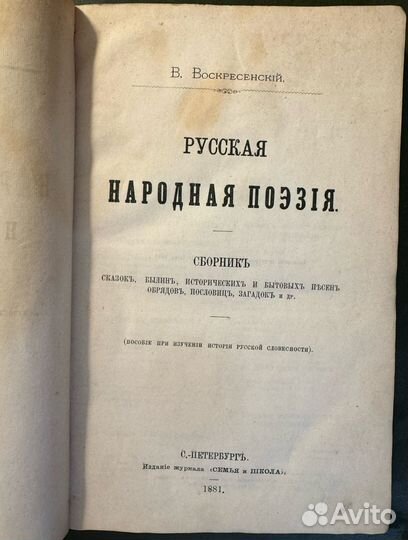 В. Воскресенскій.
РУССКАЯ
НАРОДНАЯ ПОЭЗІЯ.
СБОРНИКЪ
СКАЗОКЪ, БЫЛИНЪ, ИСТОРИЧЕСКИХЪ И БЫТОВЫХЪ ПѢСЕНЪ
ОБРЯДОВЪ, ПОСЛОВИЦЪ, ЗАГАДОКЪ и др.
(ПОСОБІЕ ПРИ ИЗУЧЕНІИ ИСТОРІИ РУССКОЙ СЛОВЕСНОСТИ).
С.-ПЕТЕРБУРГЪ.
Изданіе журнала «СЕМЬЯ и ШКОЛА».
1881.
Avito